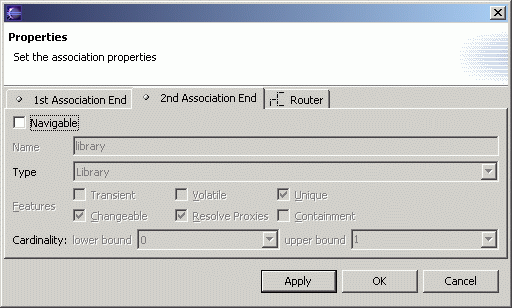 Properties
Set the association properties
1st Association End 2nd Association End Router
Navigable
Name library
Type Library
Features Transient Volatile Unique
Changeable Resolve Proxies Containment
Cardinality: lower bound 0 upper bound 1
Apply OK Cancel